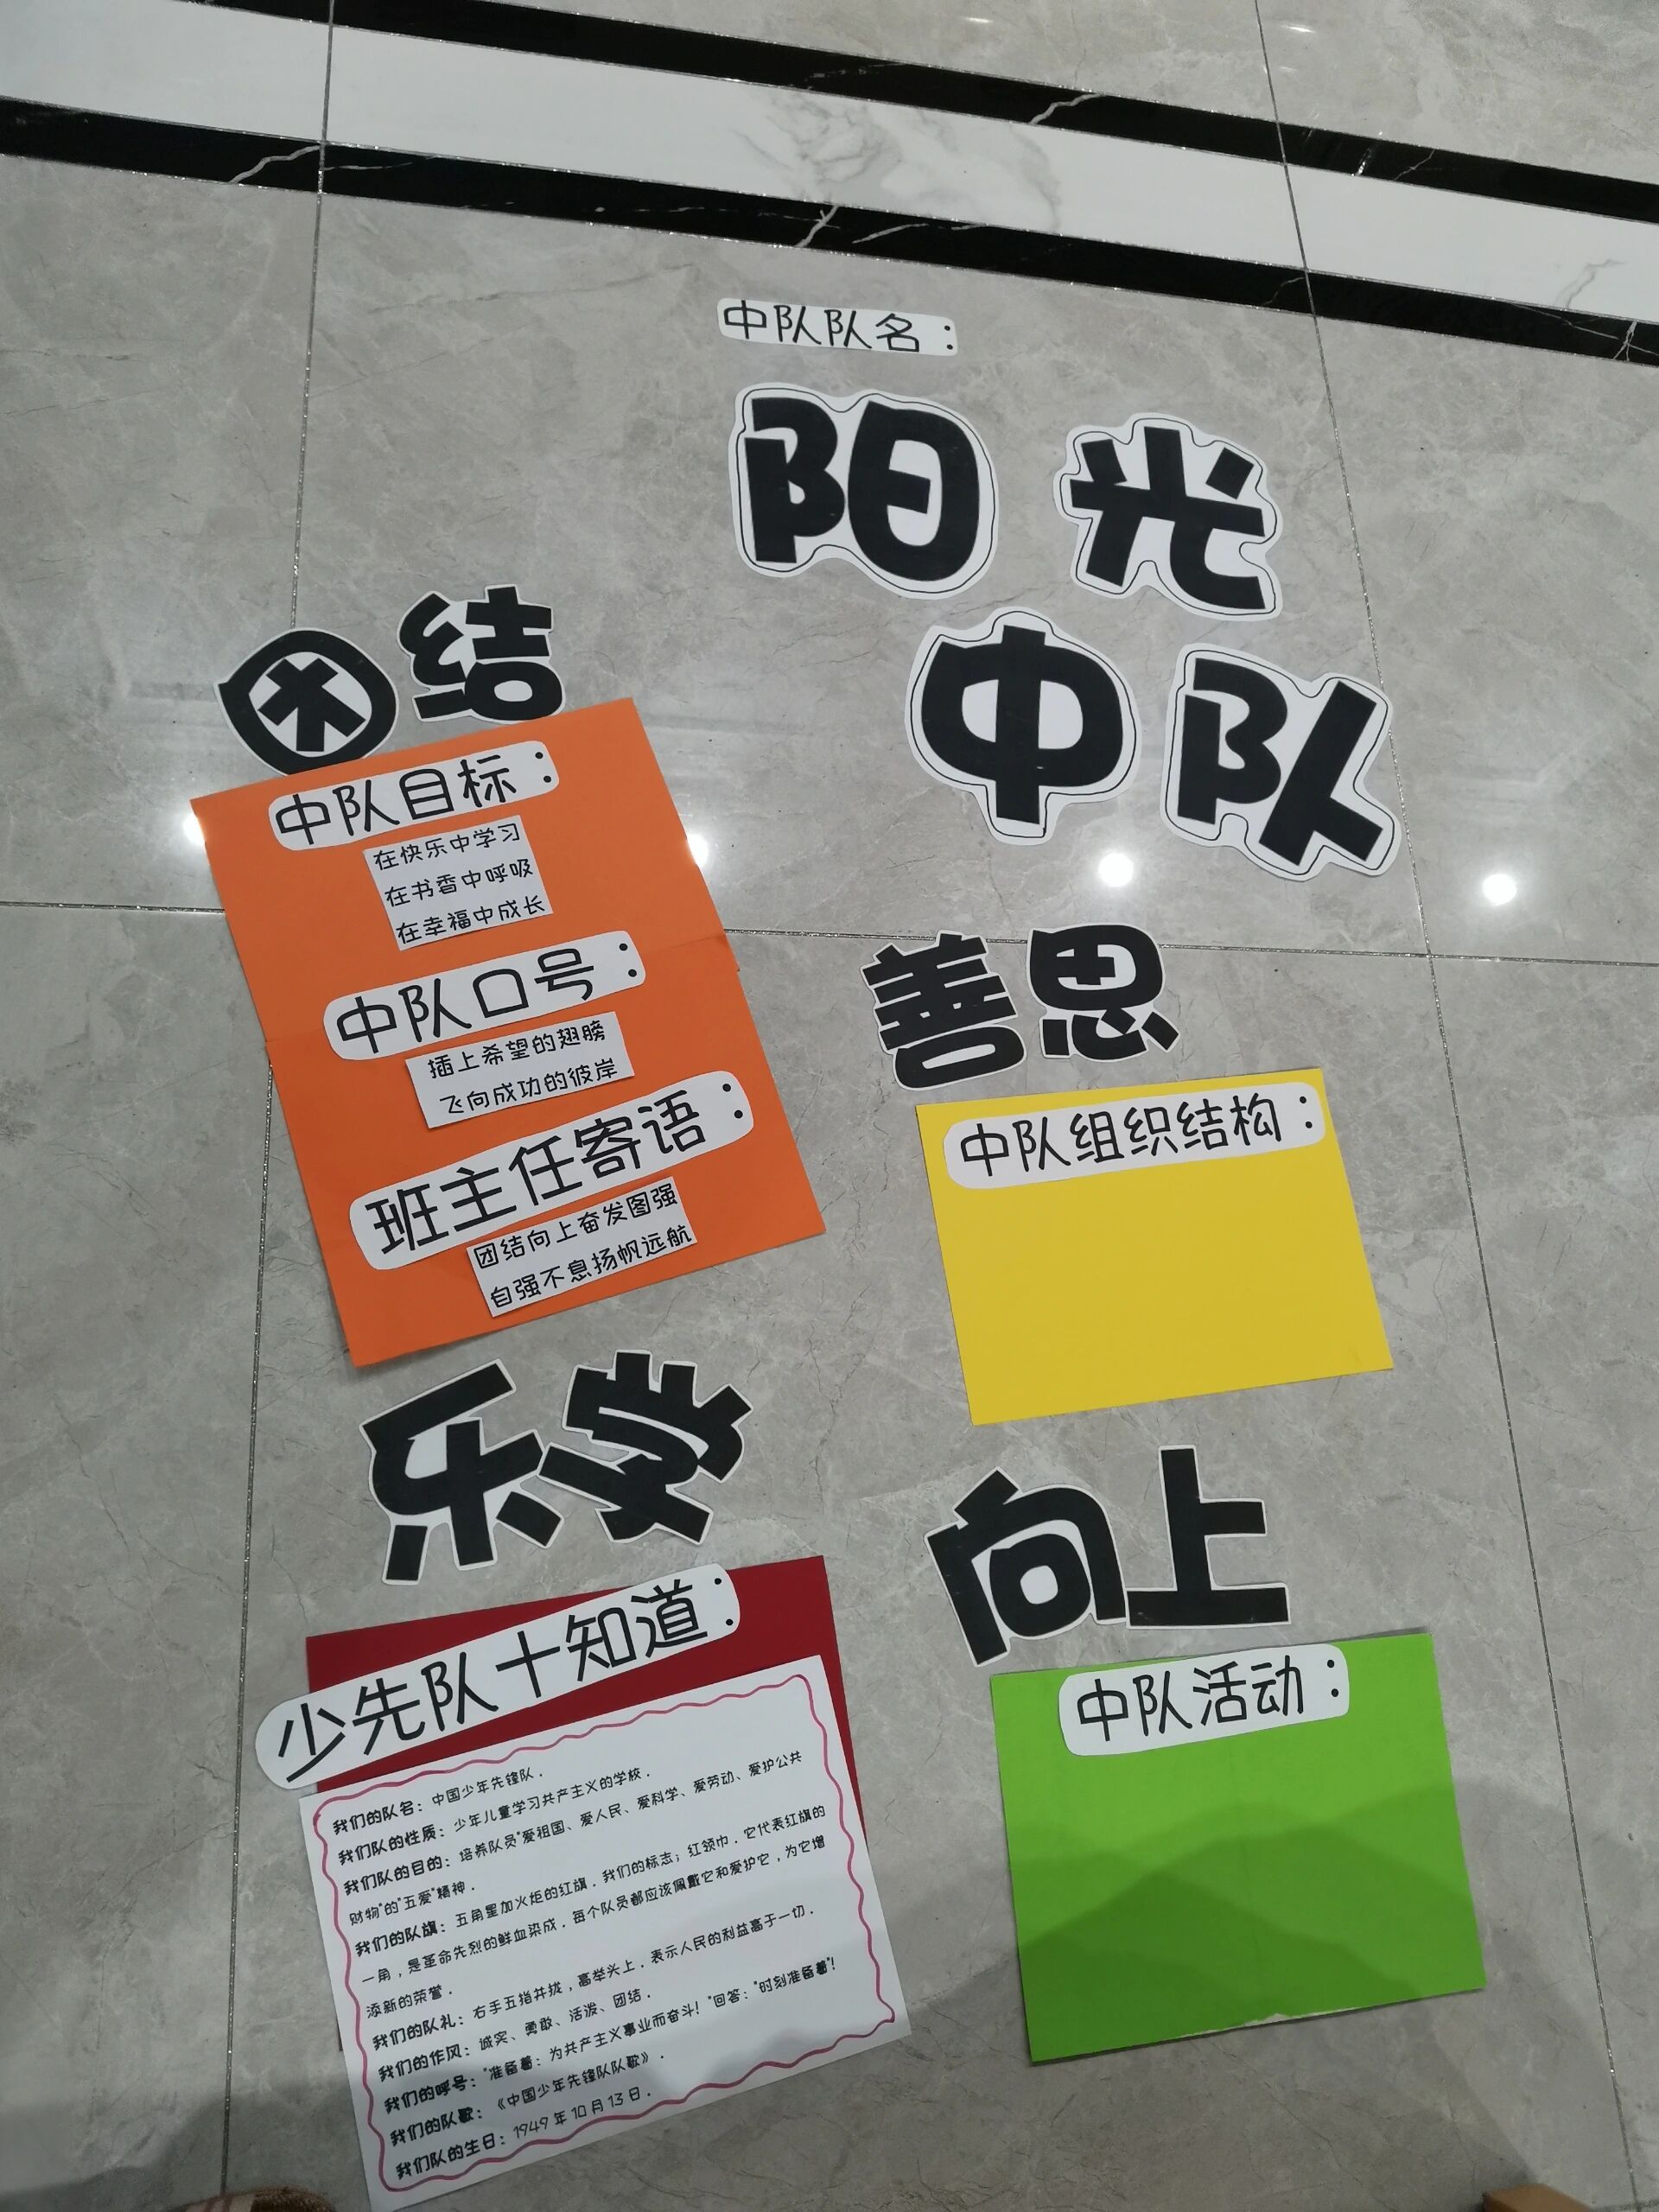 中队队名：
阳光
中队
团结
中队目标：
在快乐中学习
在书香中呼吸
在幸福中成长
中队口号：
插上希望的翅膀
飞向成功的彼岸
班主任寄语：
团结向上奋发图强
自强不息扬帆远航
善思
中队组织结构：
乐学
少先队十知道：
我们的队名：中国少年先锋队．
我们队的性质：少年儿童学习共产主义的学校．
我们队的目的：培养队员"爱祖国、爱人民、爱科学、爱劳动、爱护公共
财物"的"五爱"精神．
我们的队旗：五角星加火炬的红旗．我们的标志；红领巾．它代表红旗的
一角，是革命先烈的鲜血染成．每个队员都应该佩戴它和爱护它，为它增
添新的荣誉．
我们的队礼：右手五指并拢，高举头上．表示人民的利益高于一切．
我们的作风：诚实、勇敢、活泼、团结．
我们的呼号："准备着：为共产主义事业而奋斗！"回答："时刻准备着"！
我们的队歌：《中国少年先锋队队歌》．
我们队的生日：1949年10月13日．
向上
中队活动：